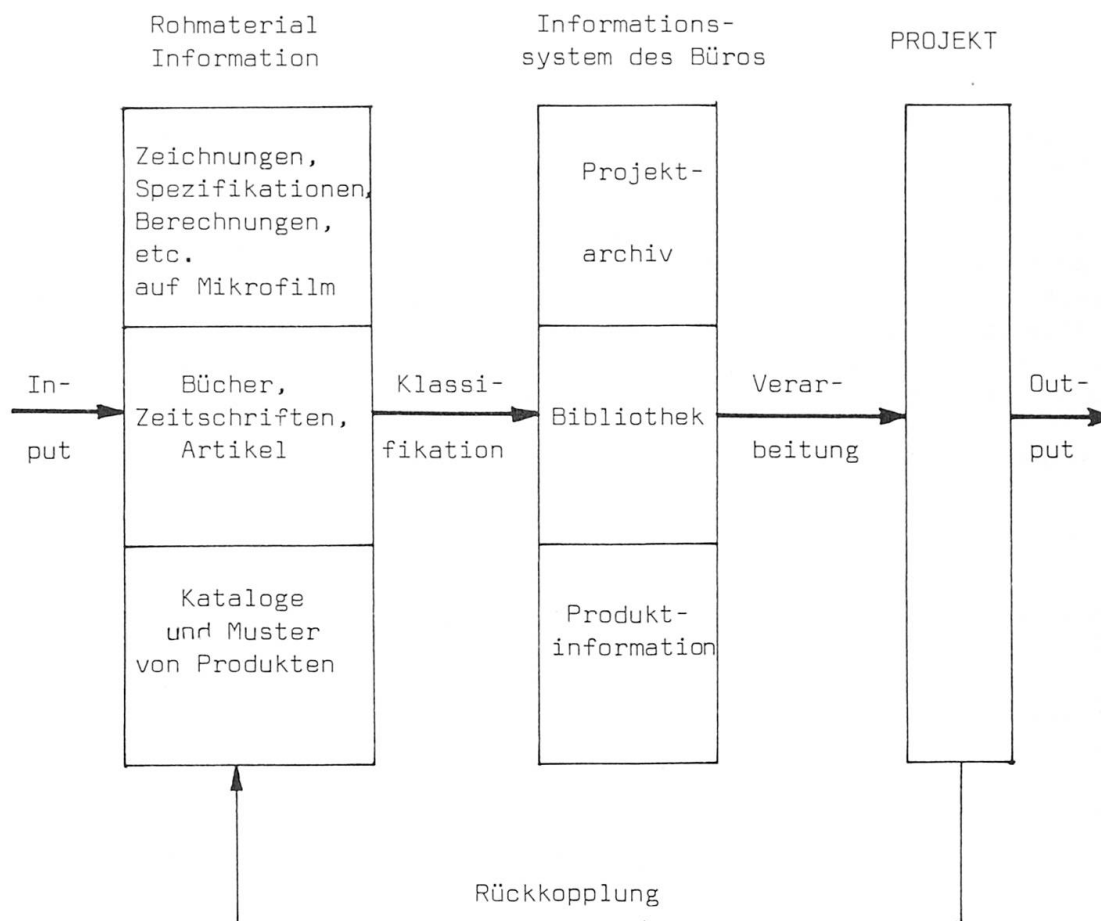 Rohmaterial
Information
Informations-
system des Büros
PROJEKT
Zeichnungen,
Spezifikationen,
Berechnungen,
etc.
auf Mikrofilm
Projekt-
archiv
In-
put
Bücher,
Zeitschriften,
Artikel
Klassi-
fikation
Bibliothek
Verar-
beitung
Out-
put
Kataloge
und Muster
von Produkten
Produkt-
information
Rückkopplung